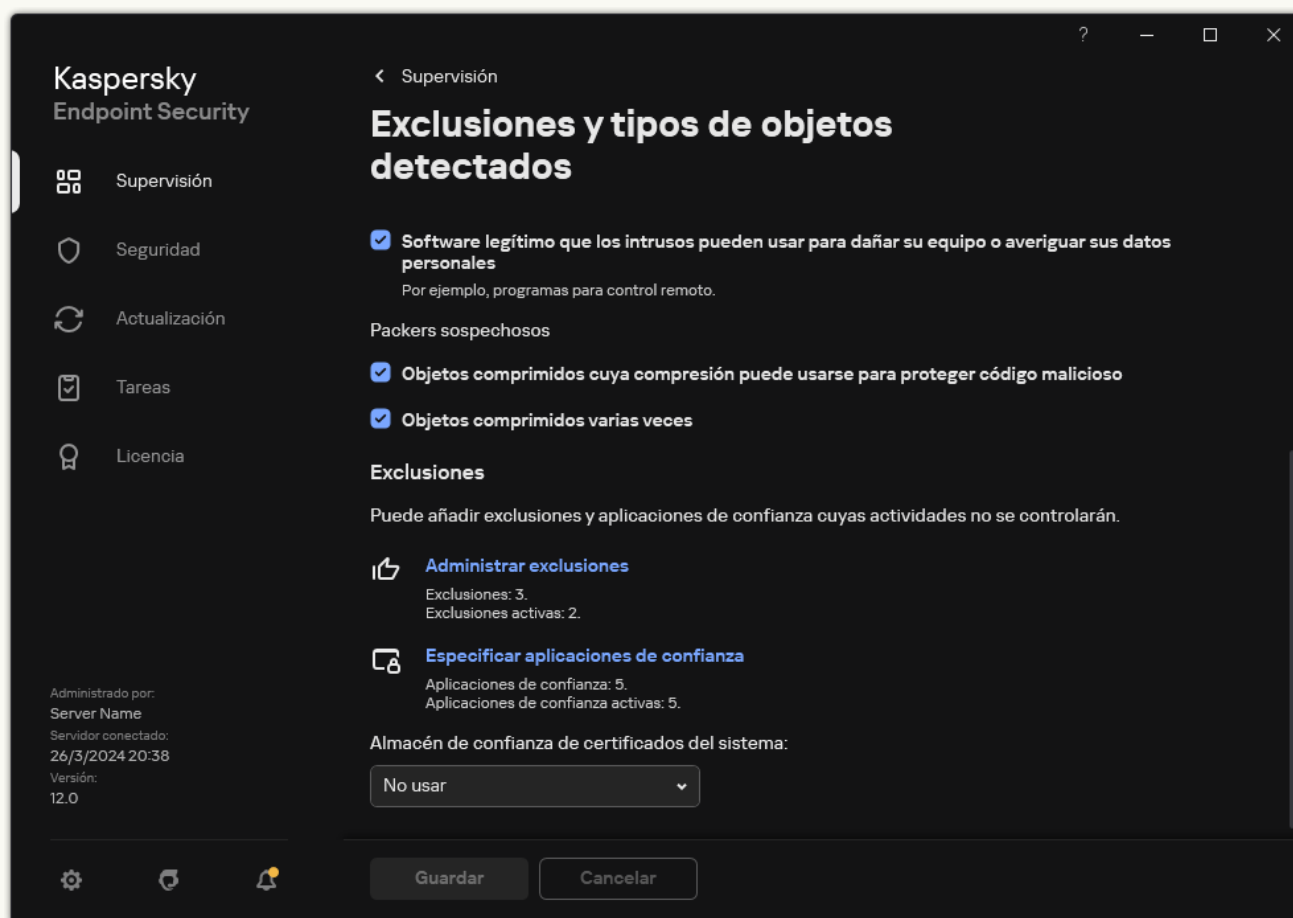 ?
Kaspersky
Endpoint Security
Supervisión
Seguridad
Actualización
Tareas
Licencia
Administrado por:
Server Name
Servidor conectado:
26/3/2024 20:38
Versión:
12.0
Supervisión
Exclusiones y tipos de objetos
detectados
Software legítimo que los intrusos pueden usar para dañar su equipo o averiguar sus datos
personales
Por ejemplo, programas para control remoto.
Packers sospechosos
Objetos comprimidos cuya compresión puede usarse para proteger código malicioso
Objetos comprimidos varias veces
Exclusiones
Puede añadir exclusiones y aplicaciones de confianza cuyas actividades no se controlarán.
Administrar exclusiones
Exclusiones: 3.
Exclusiones activas: 2.
Especificar aplicaciones de confianza
Aplicaciones de confianza: 5.
Aplicaciones de confianza activas: 5.
Almacén de confianza de certificados del sistema:
No usar
Guardar
Cancelar